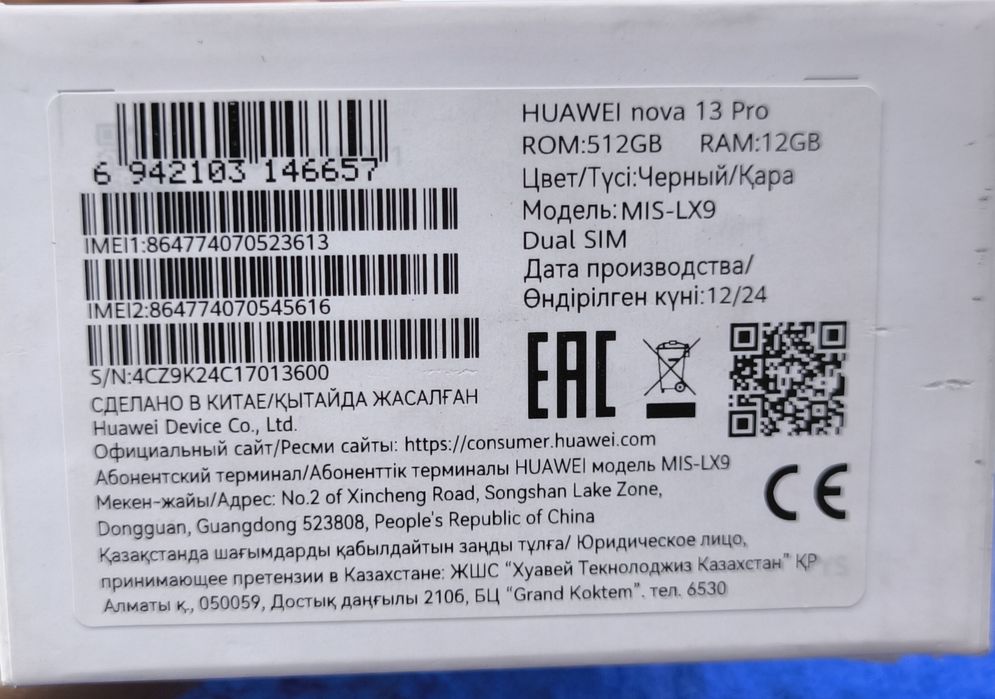 6 942103 146657
IMEI1:864774070523613
IMEI2:864774070545616
S/N:4CZ9K24C17013600
HUAWEI nova 13 Pro
ROM:512GB RAM:12GB
Цвет/Түсі:Черный/Қара
Модель:MIS-LX9
Dual SIM
Дата производства/
Өндірілген күні:12/24
EAC
CE
СДЕЛАНО В КИТАЕ/ҚЫТАЙДА ЖАСАЛҒАН
Huawei Device Co., Ltd.
Официальный сайт/Ресми сайты: https://consumer.huawei.com
Абонентский терминал/Абоненттік терминалы HUAWEI модель MIS-LX9
Мекен-жайы/Адрес: No.2 of Xincheng Road, Songshan Lake Zone,
Dongguan, Guangdong 523808, People's Republic of China
Қазақстанда шағымдарды қабылдайтын заңды тұлға/ Юридическое лицо,
принимающее претензии в Казахстане: ЖШС "Хуавей Текнолоджиз Казахстан" ҚР
Алматы қ., 050059, Достық даңғылы 210б, БЦ "Grand Koktem". тел. 6530